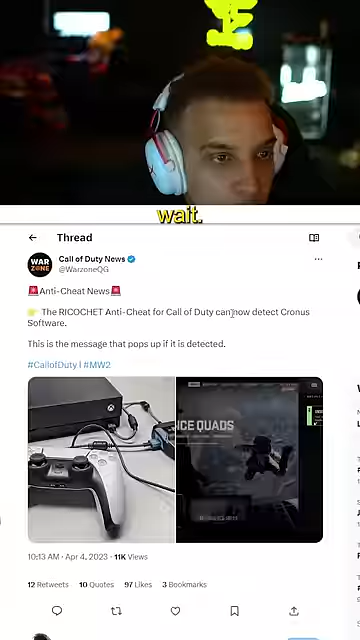 wait.
Thread
WAR
ZONE
Call of Duty News
@WarzoneQG
🚨Anti-Cheat News🚨
👉 The RICOCHET Anti-Cheat for Call of Duty can now detect Cronus
Software.
This is the message that pops up if it is detected.
#CallofDuty | #MW2
NCE QUADS
10:13 AM · Apr 4, 2023 · 11K Views
12 Retweets 10 Quotes 97 Likes 3 Bookmarks